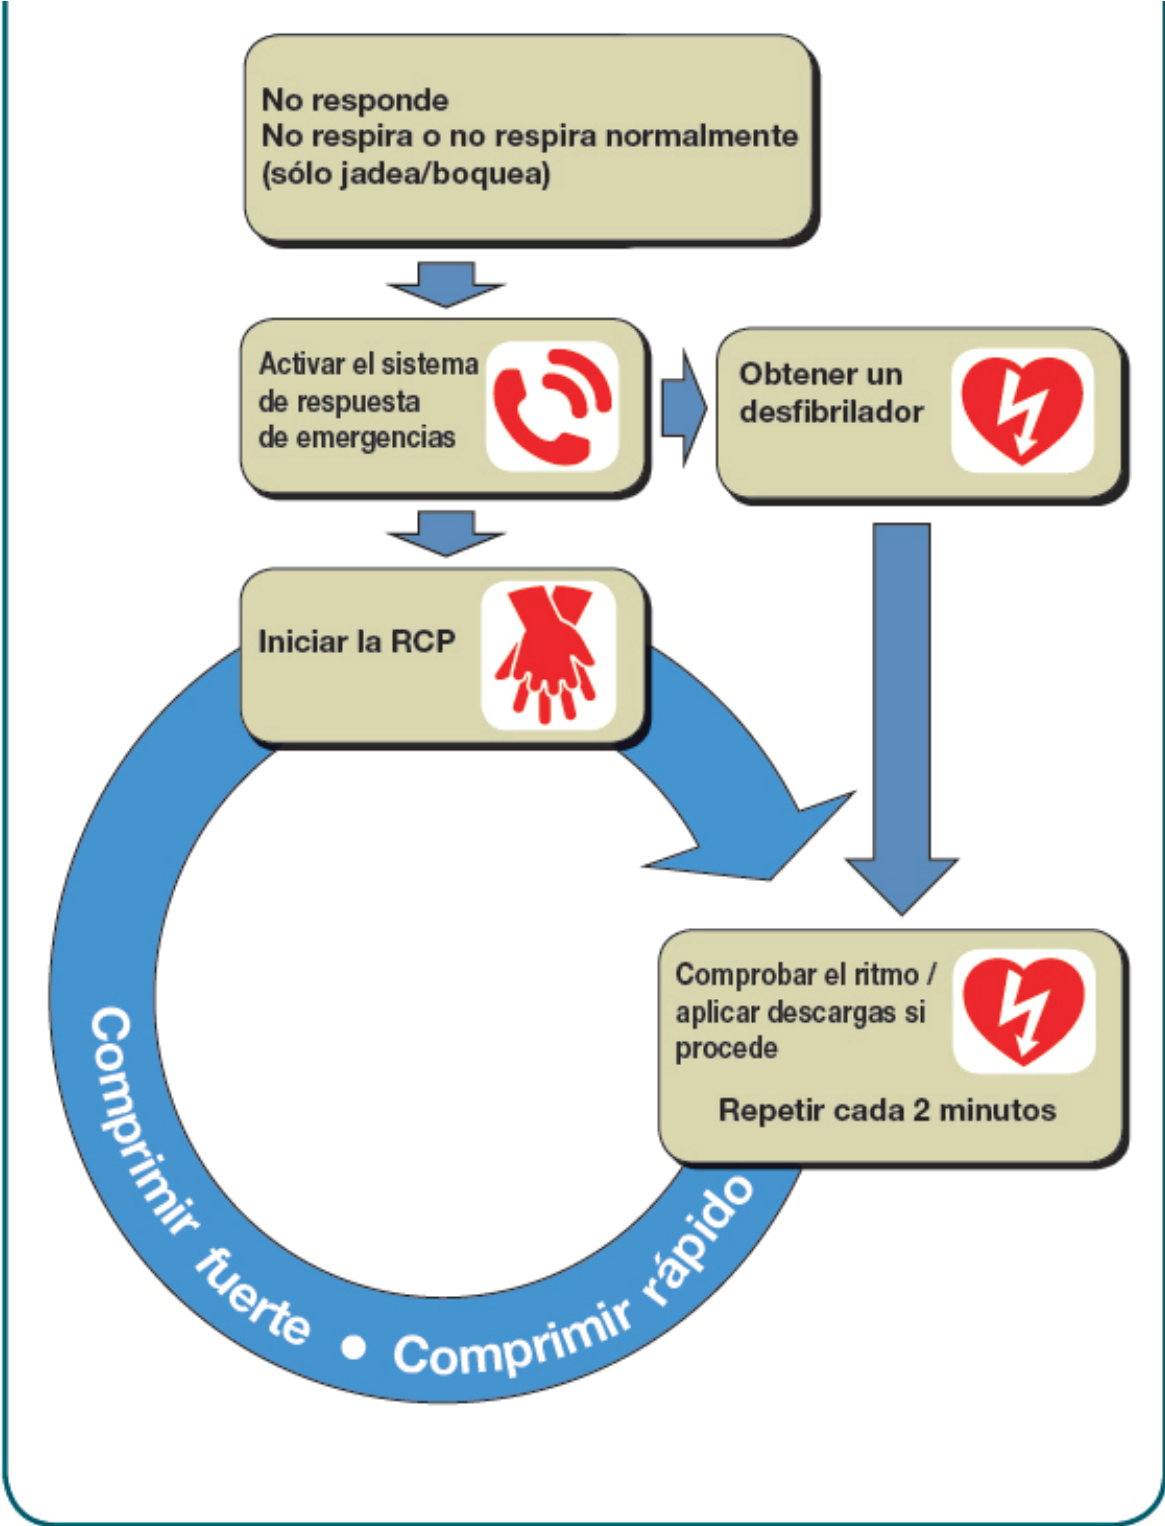 No responde
No respira o no respira normalmente
(sólo jadea/boquea)
Activar el sistema
de respuesta
de emergencias
Obtener un
desfibrilador
Iniciar la RCP
Comprobar el ritmo /
aplicar descargas si
procede
Repetir cada 2 minutos
Comprimir fuerte • Comprimir rápido